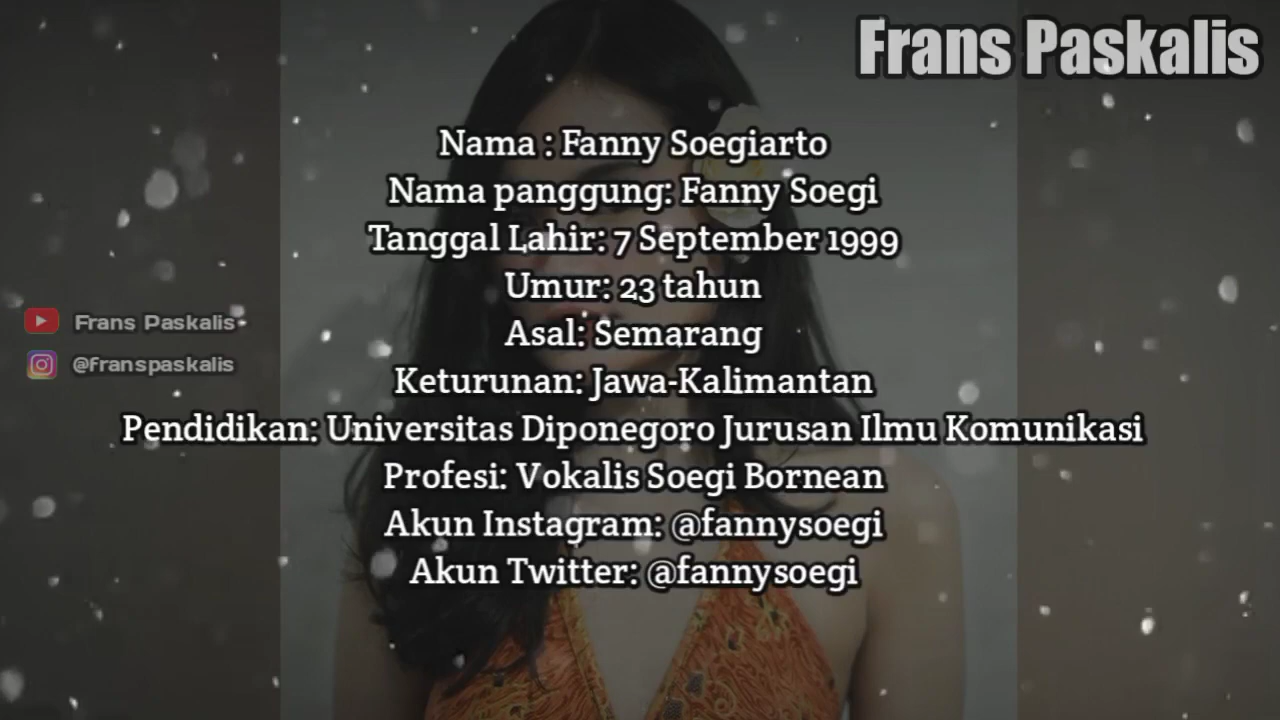 Frans Paskalis
Nama : Fanny Soegiarto
Nama panggung: Fanny Soegi
Tanggal Lahir: 7 September 1999
Umur: 23 tahun
Asal: Semarang
Keturunan: Jawa-Kalimantan
Pendidikan: Universitas Diponegoro Jurusan Ilmu Komunikasi
Profesi: Vokalis Soegi Bornean
Akun Instagram: @fannysoegi
Akun Twitter: @fannysoegi
Frans Paskalis
@franspaskalis